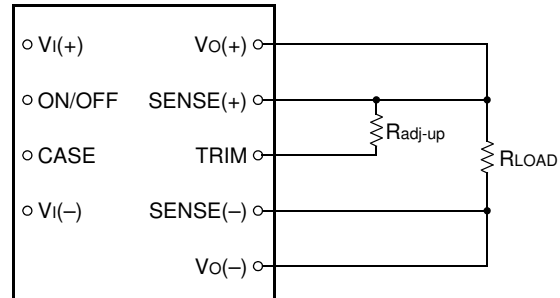 VI(+) VO(+)
ON/OFF SENSE(+)
Radj-up
CASE TRIM
RLOAD
VI(–) SENSE(–)
VO(–)